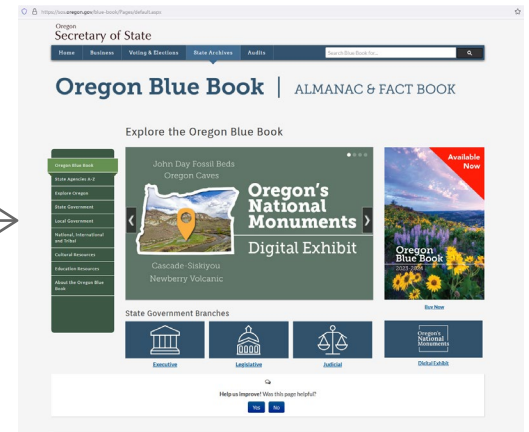 https://sos.oregon.gov/blue-book/Pages/default.aspx
Oregon
Secretary of State
Home Business Voting & Elections State Archives Audits Search Blue Book for...
Oregon Blue Book | ALMANAC & FACT BOOK
Explore the Oregon Blue Book
Oregon Blue Book
State Agencies A-Z
Explore Oregon
State Government
Local Government
National, International
and Tribal
Cultural Resources
Education Resources
About the Oregon Blue
Book
John Day Fossil Beds
Oregon Caves
Oregon's
National
Monuments
Digital Exhibit
Cascade-Siskiyou
Newberry Volcanic
Available
Now
Oregon
Blue Book
2023-2024
Buy Now
State Government Branches
Executive
Legislative
Judicial
Oregon's
National
Monuments
Digital Exhibit
Help us improve! Was this page helpful?
Yes No